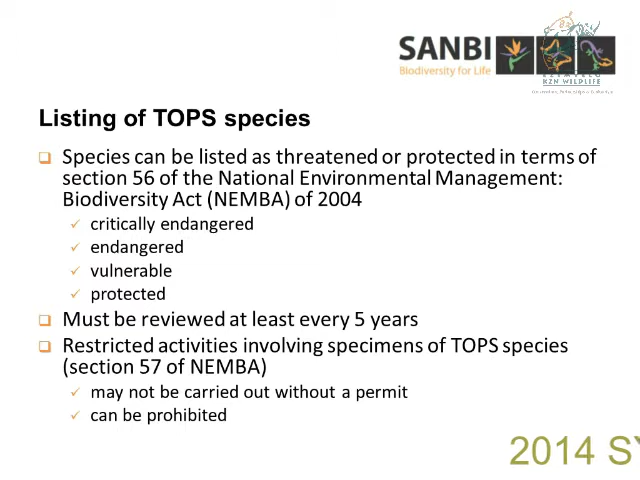 SANBI
Biodiversity for Life
KZN WILDLIFE
Listing of TOPS species
Species can be listed as threatened or protected in terms of
section 56 of the National Environmental Management:
Biodiversity Act (NEMBA) of 2004
critically endangered
endangered
vulnerable
protected
Must be reviewed at least every 5 years
Restricted activities involving specimens of TOPS species
(section 57 of NEMBA)
may not be carried out without a permit
can be prohibited
2014 SY